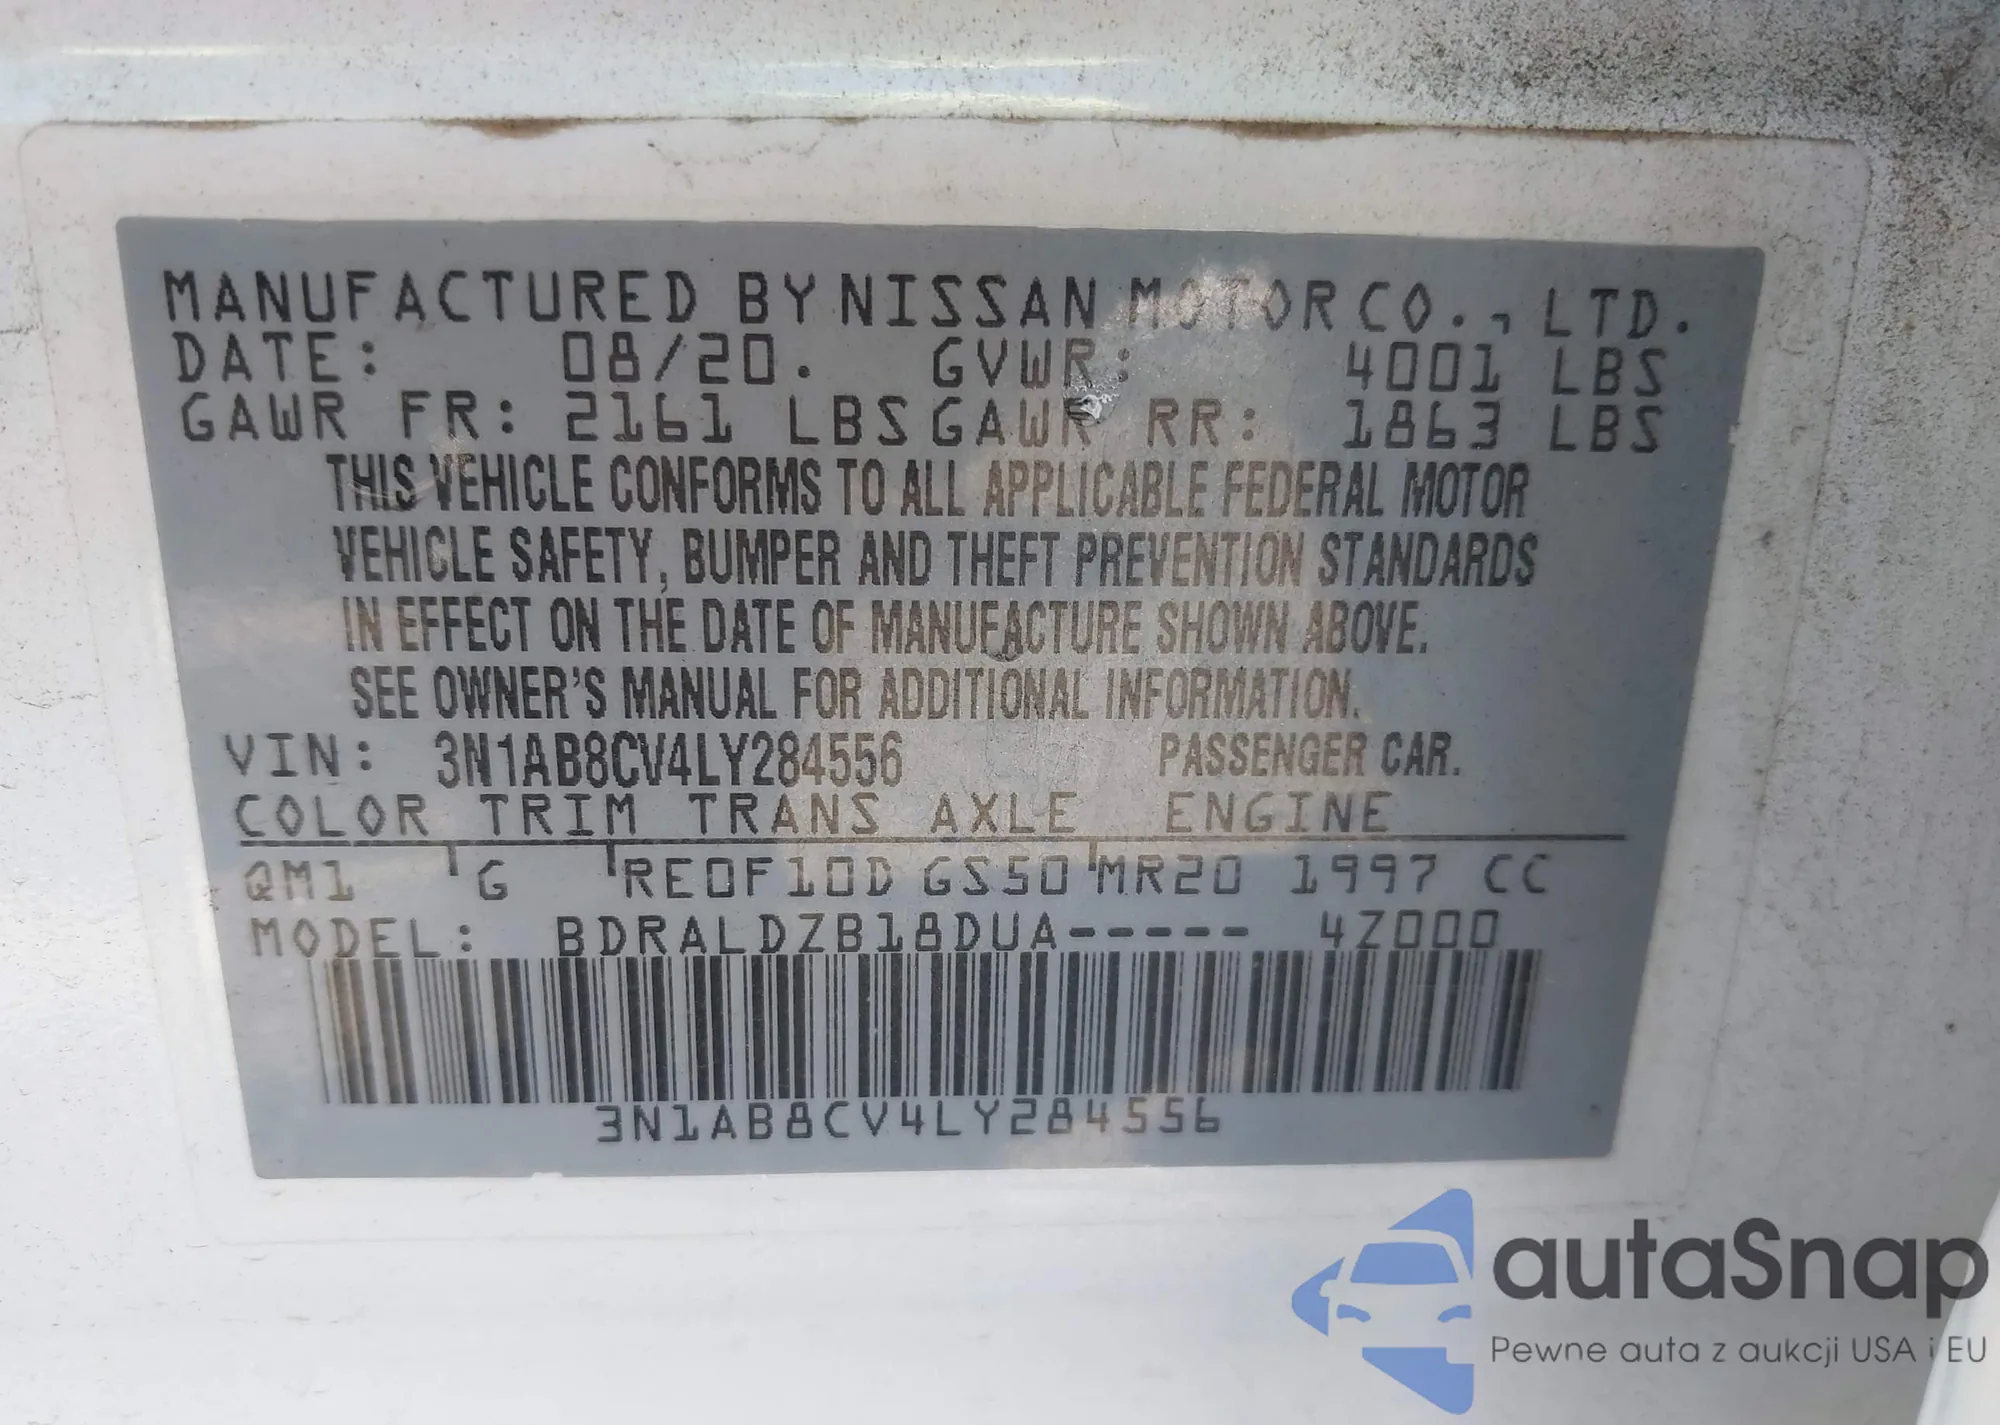 MANUFACTURED BY NISSAN MOTOR CO., LTD.
DATE: 08/20. GVWR: 4001 LBS
GAWR FR: 2161 LBS GAWR RR: 1863 LBS
THIS VEHICLE CONFORMS TO ALL APPLICABLE FEDERAL MOTOR
VEHICLE SAFETY, BUMPER AND THEFT PREVENTION STANDARDS
IN EFFECT ON THE DATE OF MANUFACTURE SHOWN ABOVE.
SEE OWNER'S MANUAL FOR ADDITIONAL INFORMATION.
VIN: 3N1AB8CV4LY284556 PASSENGER CAR.
COLOR TRIM TRANS AXLE ENGINE
QM1 G RE0F10D GS50 MR20 1997 CC
MODEL: BDRALDZB18DUA----- 4Z000
3N1AB8CV4LY284556
autaSnap
Pewne auta z aukcji USA i EU